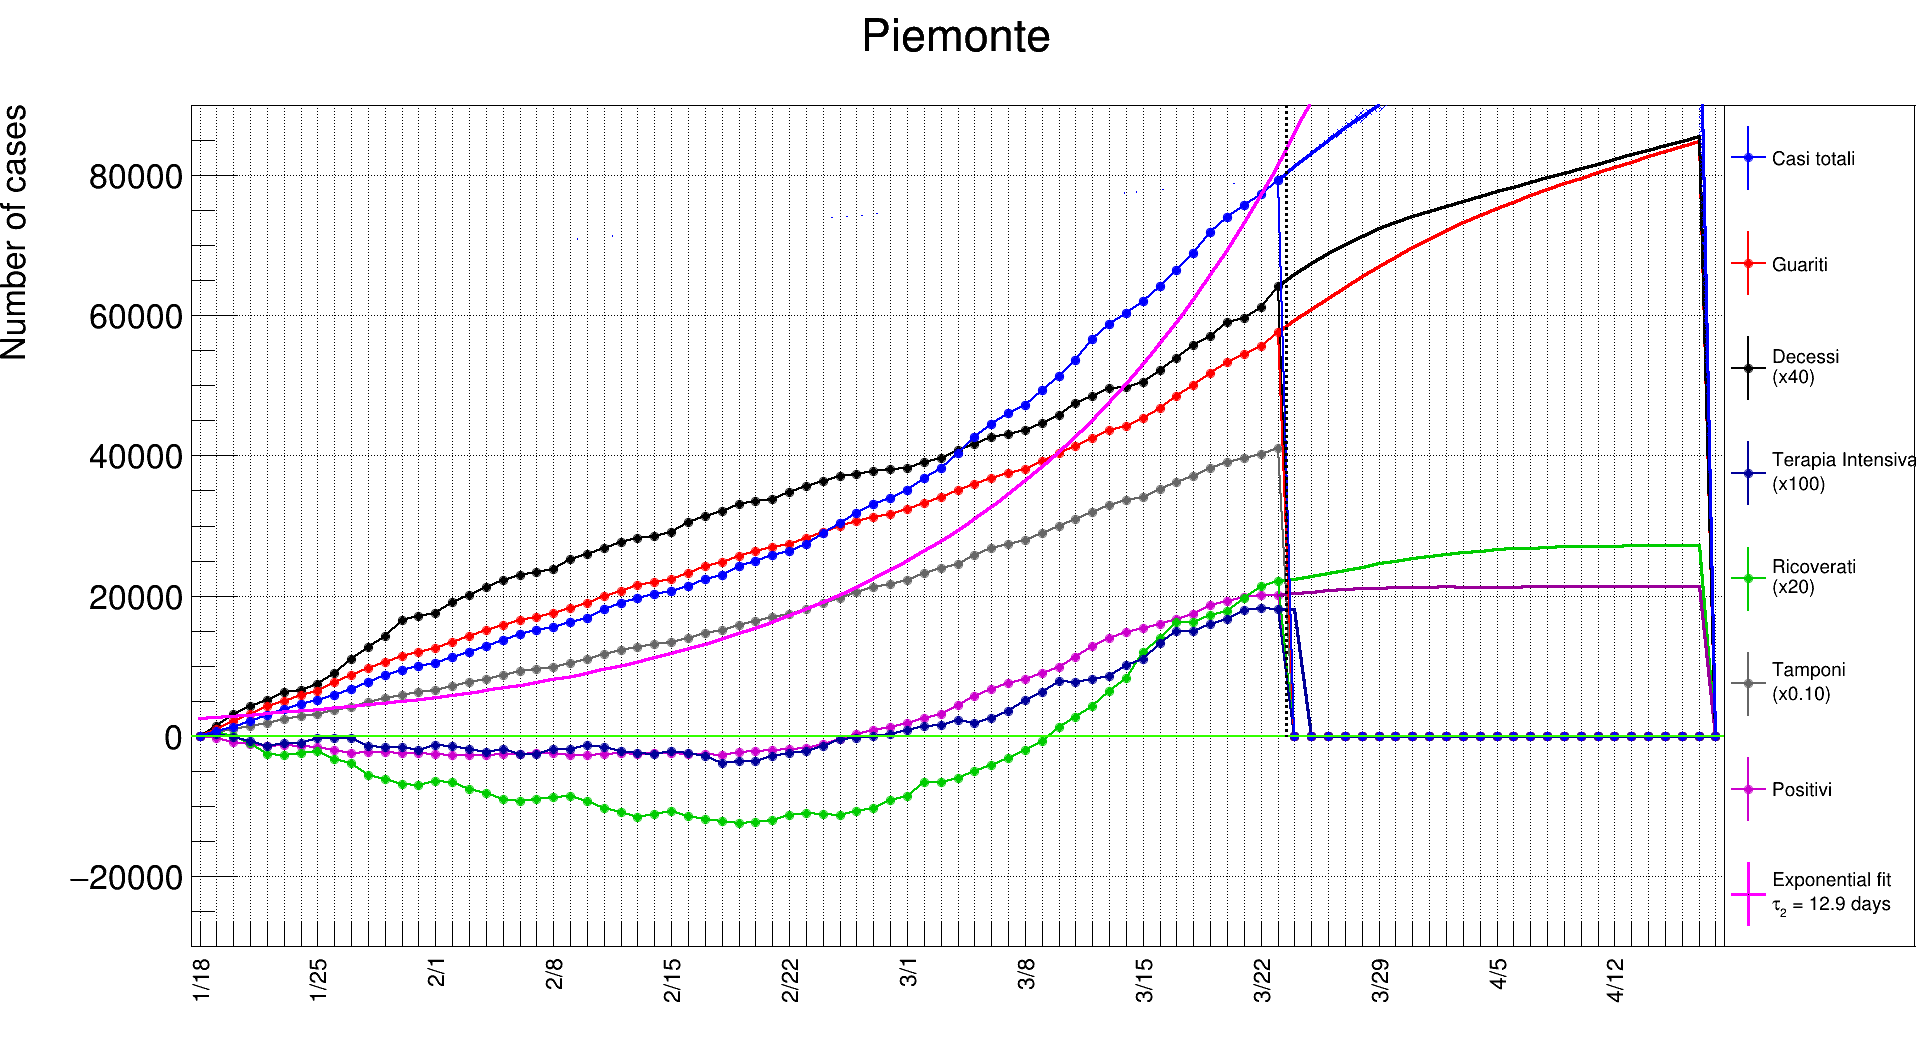 Piemonte
Number of cases
80000
60000
40000
20000
0
−20000
1/18
1/25
2/1
2/8
2/15
2/22
3/1
3/8
3/15
3/22
3/29
4/5
4/12
Casi totali
Guariti
Decessi
(x40)
Terapia Intensiva
(x100)
Ricoverati
(x20)
Tamponi
(x0.10)
Positivi
Exponential fit
τ2 = 12.9 days